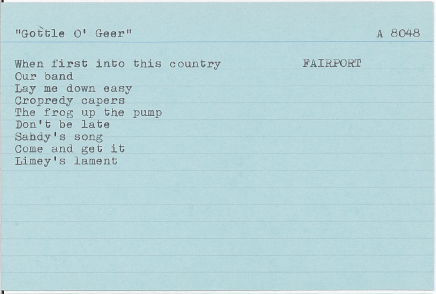 "Gottle O' Geer" A 8048
When first into this country FAIRPORT
Our band
Lay me down easy
Cropredy capers
The frog up the pump
Don't be late
Sahdy's song
Come and get it
Limey's lament